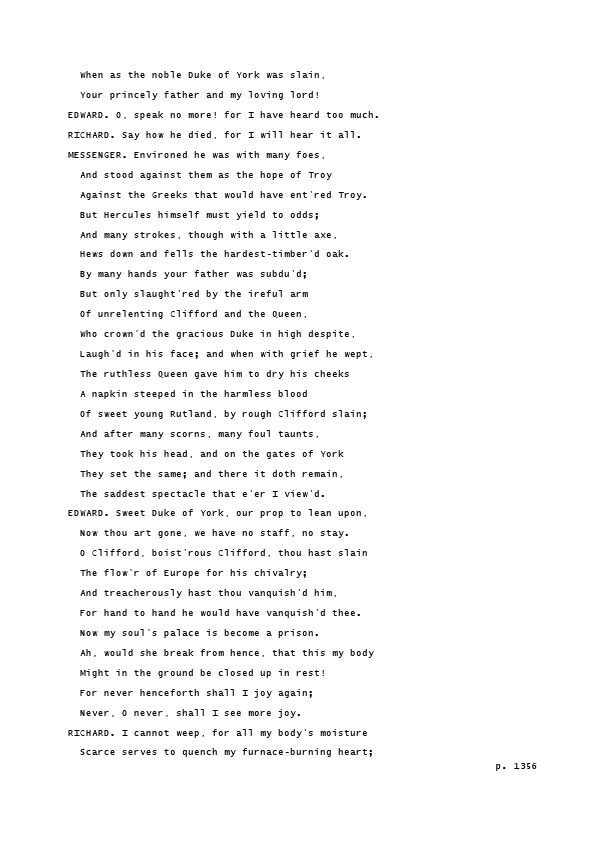 When as the noble Duke of York was slain,
Your princely father and my loving lord!
EDWARD. O, speak no more! for I have heard too much.
RICHARD. Say how he died, for I will hear it all.
MESSENGER. Environed he was with many foes,
And stood against them as the hope of Troy
Against the Greeks that would have ent'red Troy.
But Hercules himself must yield to odds;
And many strokes, though with a little axe,
Hews down and fells the hardest-timber'd oak.
By many hands your father was subdu'd;
But only slaught'red by the ireful arm
Of unrelenting Clifford and the Queen,
Who crown'd the gracious Duke in high despite,
Laugh'd in his face; and when with grief he wept,
The ruthless Queen gave him to dry his cheeks
A napkin steeped in the harmless blood
Of sweet young Rutland, by rough Clifford slain;
And after many scorns, many foul taunts,
They took his head, and on the gates of York
They set the same; and there it doth remain,
The saddest spectacle that e'er I view'd.
EDWARD. Sweet Duke of York, our prop to lean upon,
Now thou art gone, we have no staff, no stay.
O Clifford, boist'rous Clifford, thou hast slain
The flow'r of Europe for his chivalry;
And treacherously hast thou vanquish'd him,
For hand to hand he would have vanquish'd thee.
Now my soul's palace is become a prison.
Ah, would she break from hence, that this my body
Might in the ground be closed up in rest!
For never henceforth shall I joy again;
Never, O never, shall I see more joy.
RICHARD. I cannot weep, for all my body's moisture
Scarce serves to quench my furnace-burning heart;
p. 1356